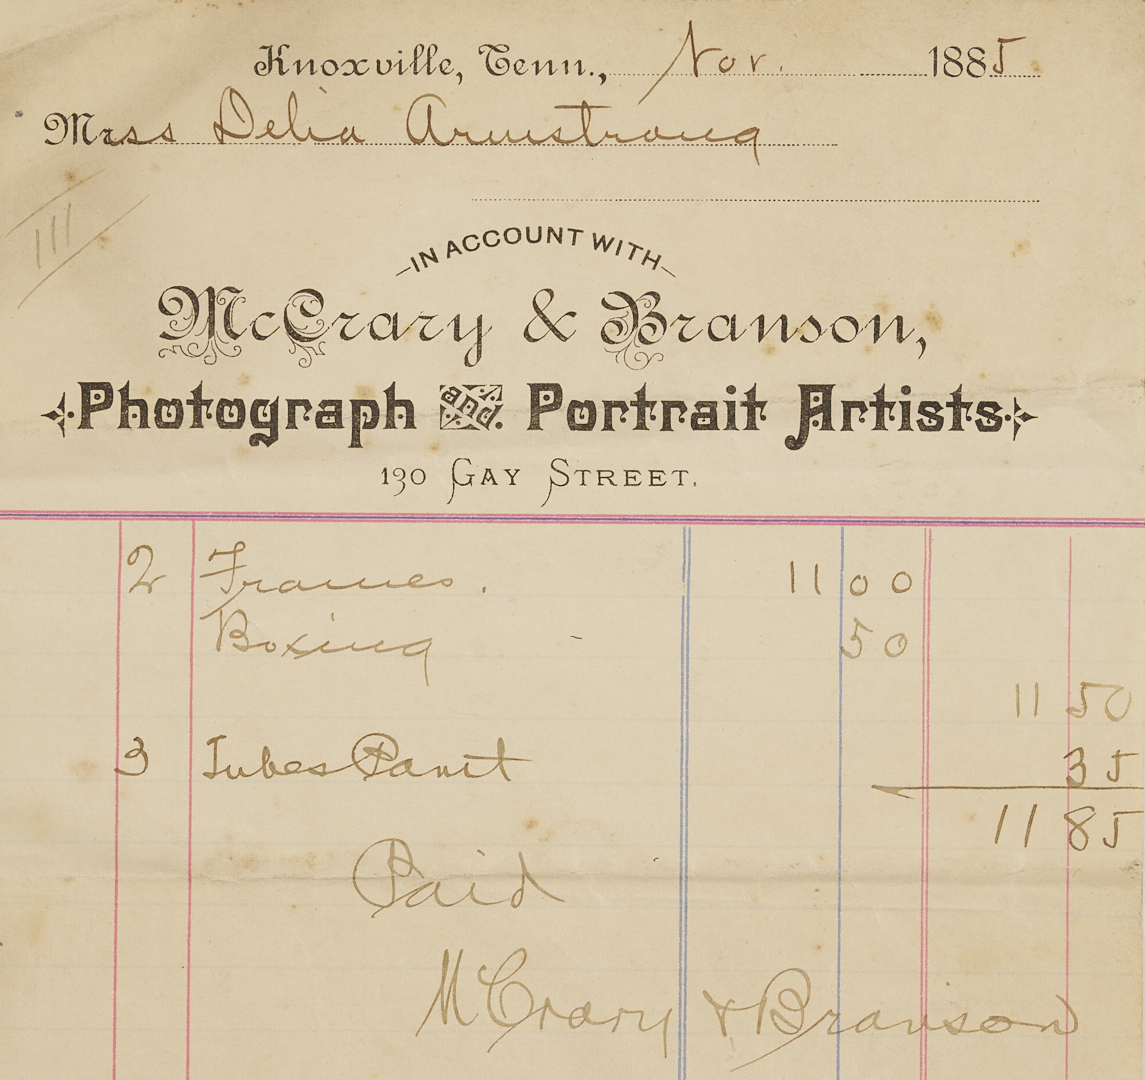 Knoxville, Tenn., Nov. 1885
Miss Delia Armstrong
III
IN ACCOUNT WITH
McCrary & Branson,
Photograph and Portrait Artists
130 GAY STREET.
2 Frames. 11 00
Boxing - 50
11 50
3 Tubes Paint 35
11 85
Paid
McCrary & Branson